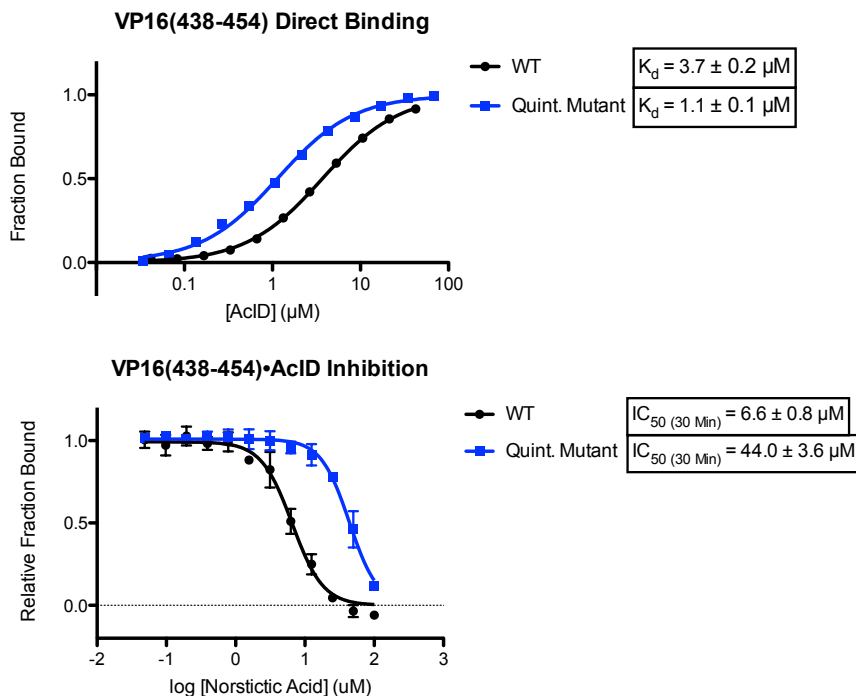 VP16(438-454) Direct Binding
WT
K_d = 3.7 ± 0.2 µM
Quint. Mutant
K_d = 1.1 ± 0.1 µM
1.0
0.5
0.0
Fraction Bound
0.1
1
10
100
[AcID] (µM)
VP16(438-454)•AcID Inhibition
WT
IC50 (30 Min) = 6.6 ± 0.8 µM
Quint. Mutant
IC50 (30 Min) = 44.0 ± 3.6 µM
1.0
0.5
0.0
Relative Fraction Bound
-2
-1
0
1
2
3
log [Norstictic Acid] (uM)